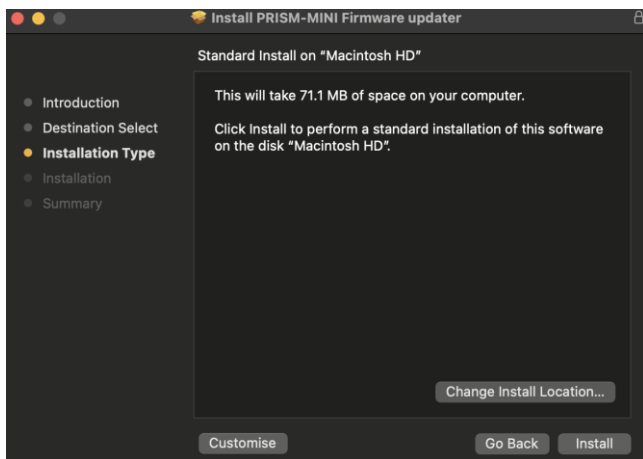 Install PRISM-MINI Firmware updater
Standard Install on “Macintosh HD”
Introduction
Destination Select
Installation Type
Installation
Summary
This will take 71.1 MB of space on your computer.
Click Install to perform a standard installation of this software
on the disk “Macintosh HD”.
Change Install Location...
Customise
Go Back
Install